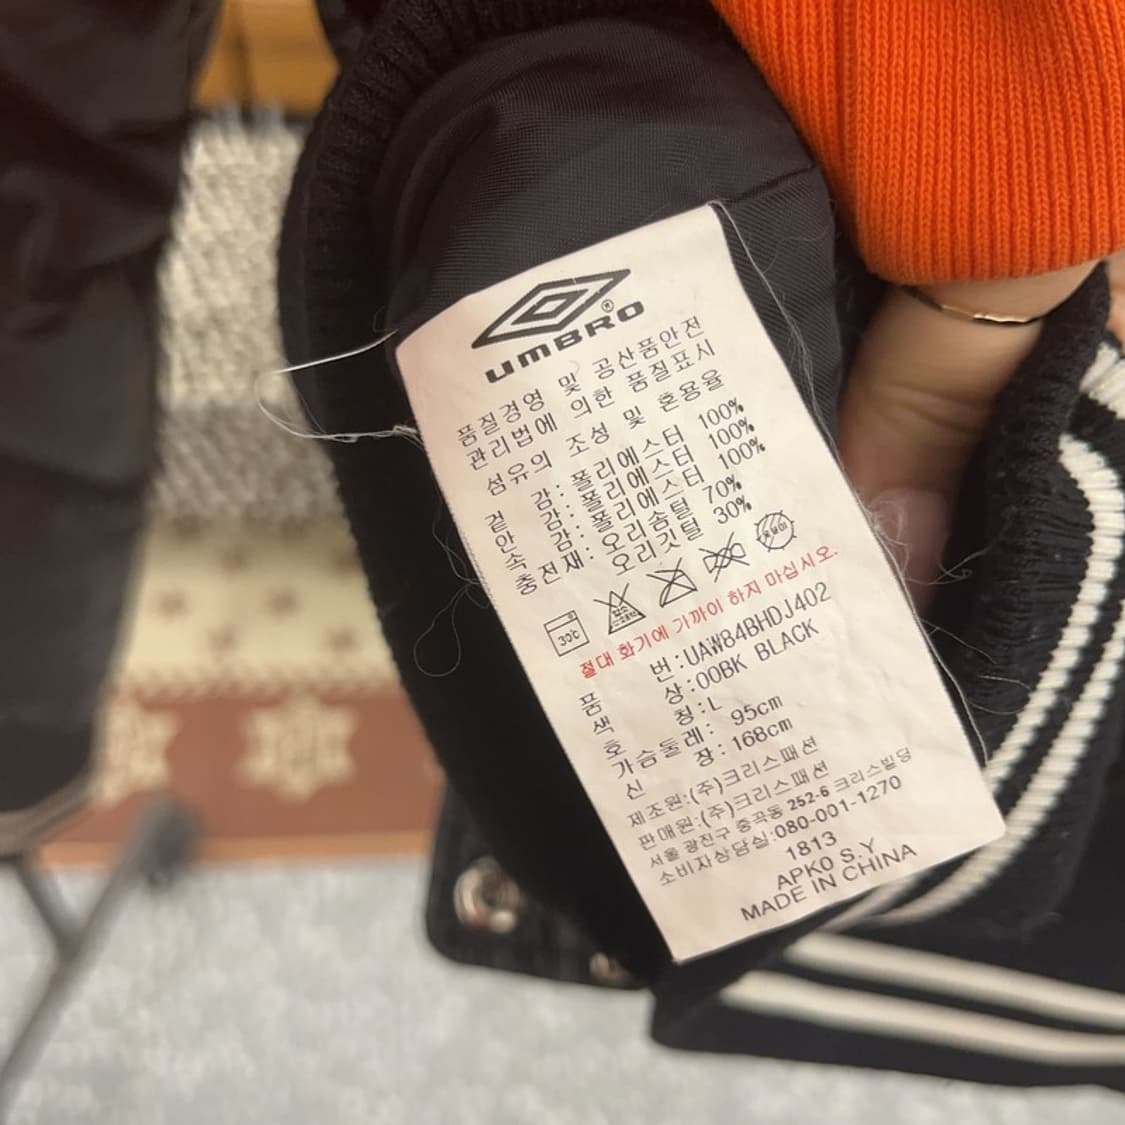 UMBRO®
품질경영 및 공산품안전
관리법에 의한 품질표시
섬유의 조성 및 혼용율
겉 감: 폴리에스터 100%
안 감: 폴리에스터 100%
속 감: 폴리에스터 100%
충 전 재: 오리솜털 70%
오리깃털 30%
30℃
절대 화기에 가까이 하지 마십시오.
품 번:UAW84BHDJ402
색 상:00BK BLACK
호 칭:L
가슴둘레: 95cm
신 장:168cm
제조원:(주)크리스패션
판매원:(주)크리스패션
서울 광진구 중곡동 252-6 크리스빌딩
소비자상담실:080-001-1270
1813
APKO S.Y
MADE IN CHINA